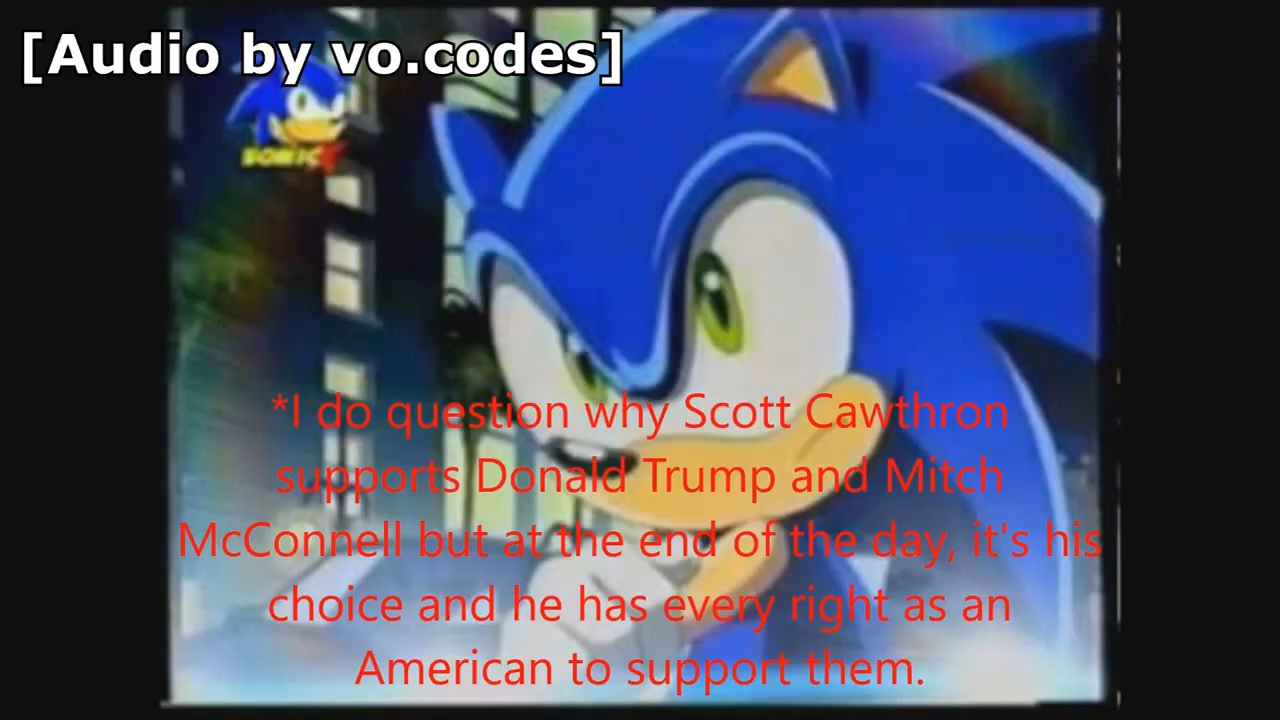 [Audio by vo.codes]
SONIC X
*I do question why Scott Cawthron
supports Donald Trump and Mitch
McConnell but at the end of the day, it's his
choice and he has every right as an
American to support them.